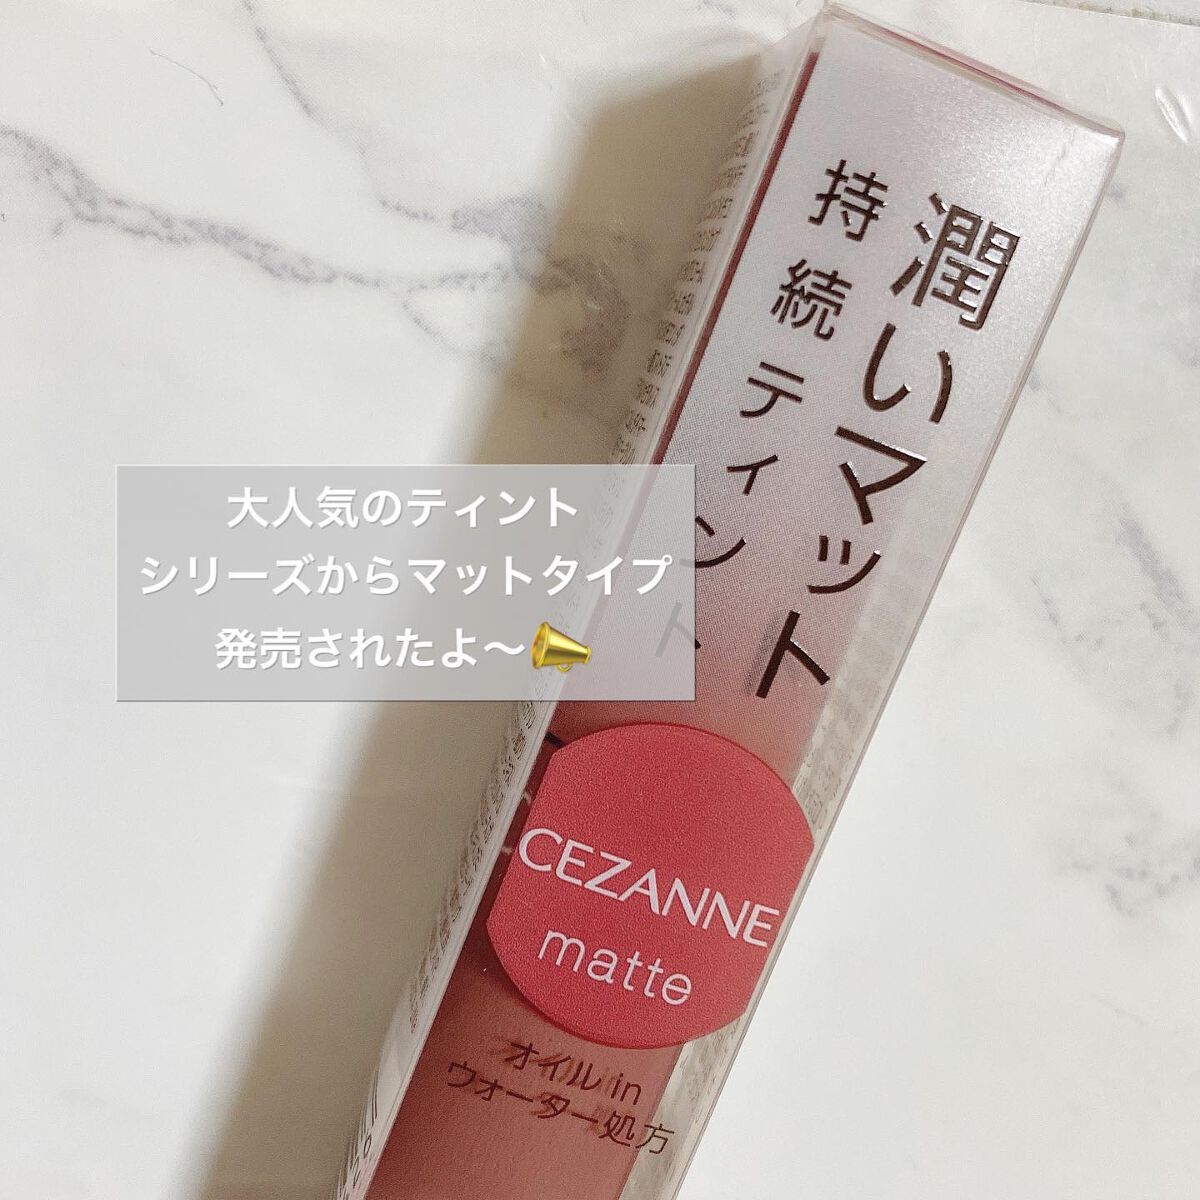 潤いマット
持続ティント
大人気のティント
シリーズからマットタイプ
発売されたよ〜📣
CEZANNE
matte
オイル in
ウォーター処方